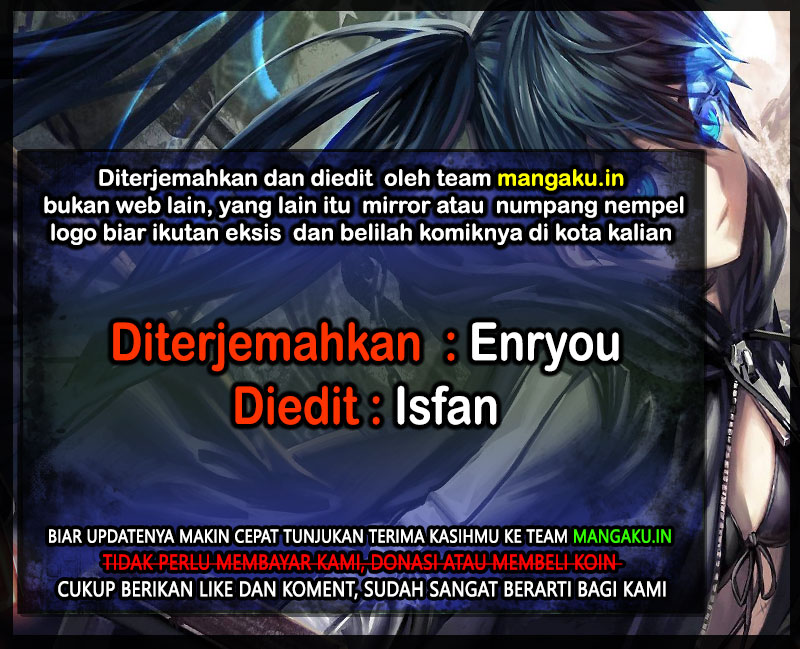 Diterjemahkan dan diedit oleh team mangaku.in
bukan web lain, yang lain itu mirror atau numpang nempel
logo biar ikutan eksis dan belilah komiknya di kota kalian
Diterjemahkan : Enryou
Diedit : Isfan
BIAR UPDATENYA MAKIN CEPAT TUNJUKAN TERIMA KASIHMU KE TEAM MANGAKU.IN
TIDAK PERLU MEMBAYAR KAMI, DONASI ATAU MEMBELI KOIN
CUKUP BERIKAN LIKE DAN KOMENT, SUDAH SANGAT BERARTI BAGI KAMI